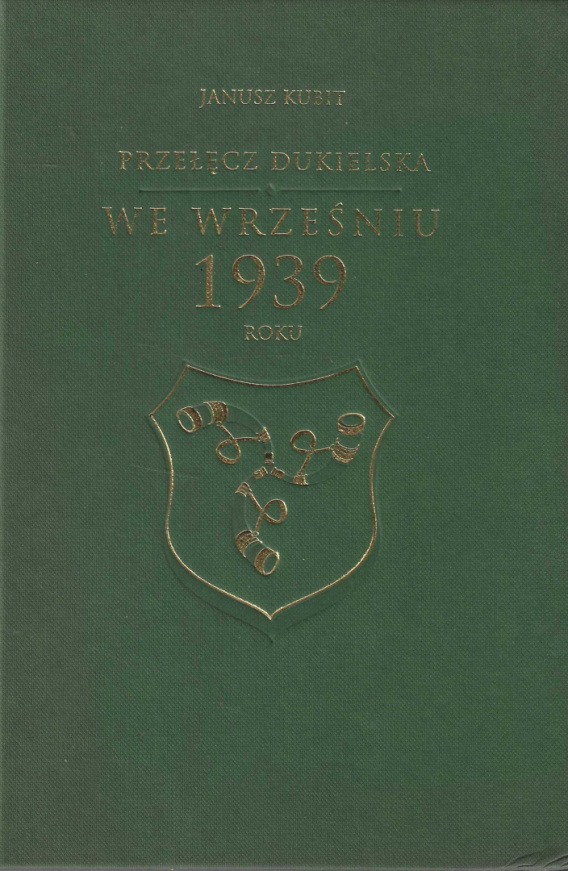 JANUSZ KUBIT
PRZEŁĘCZ DUKIELSKA
WE WRZEŚNIU
1939
ROKU